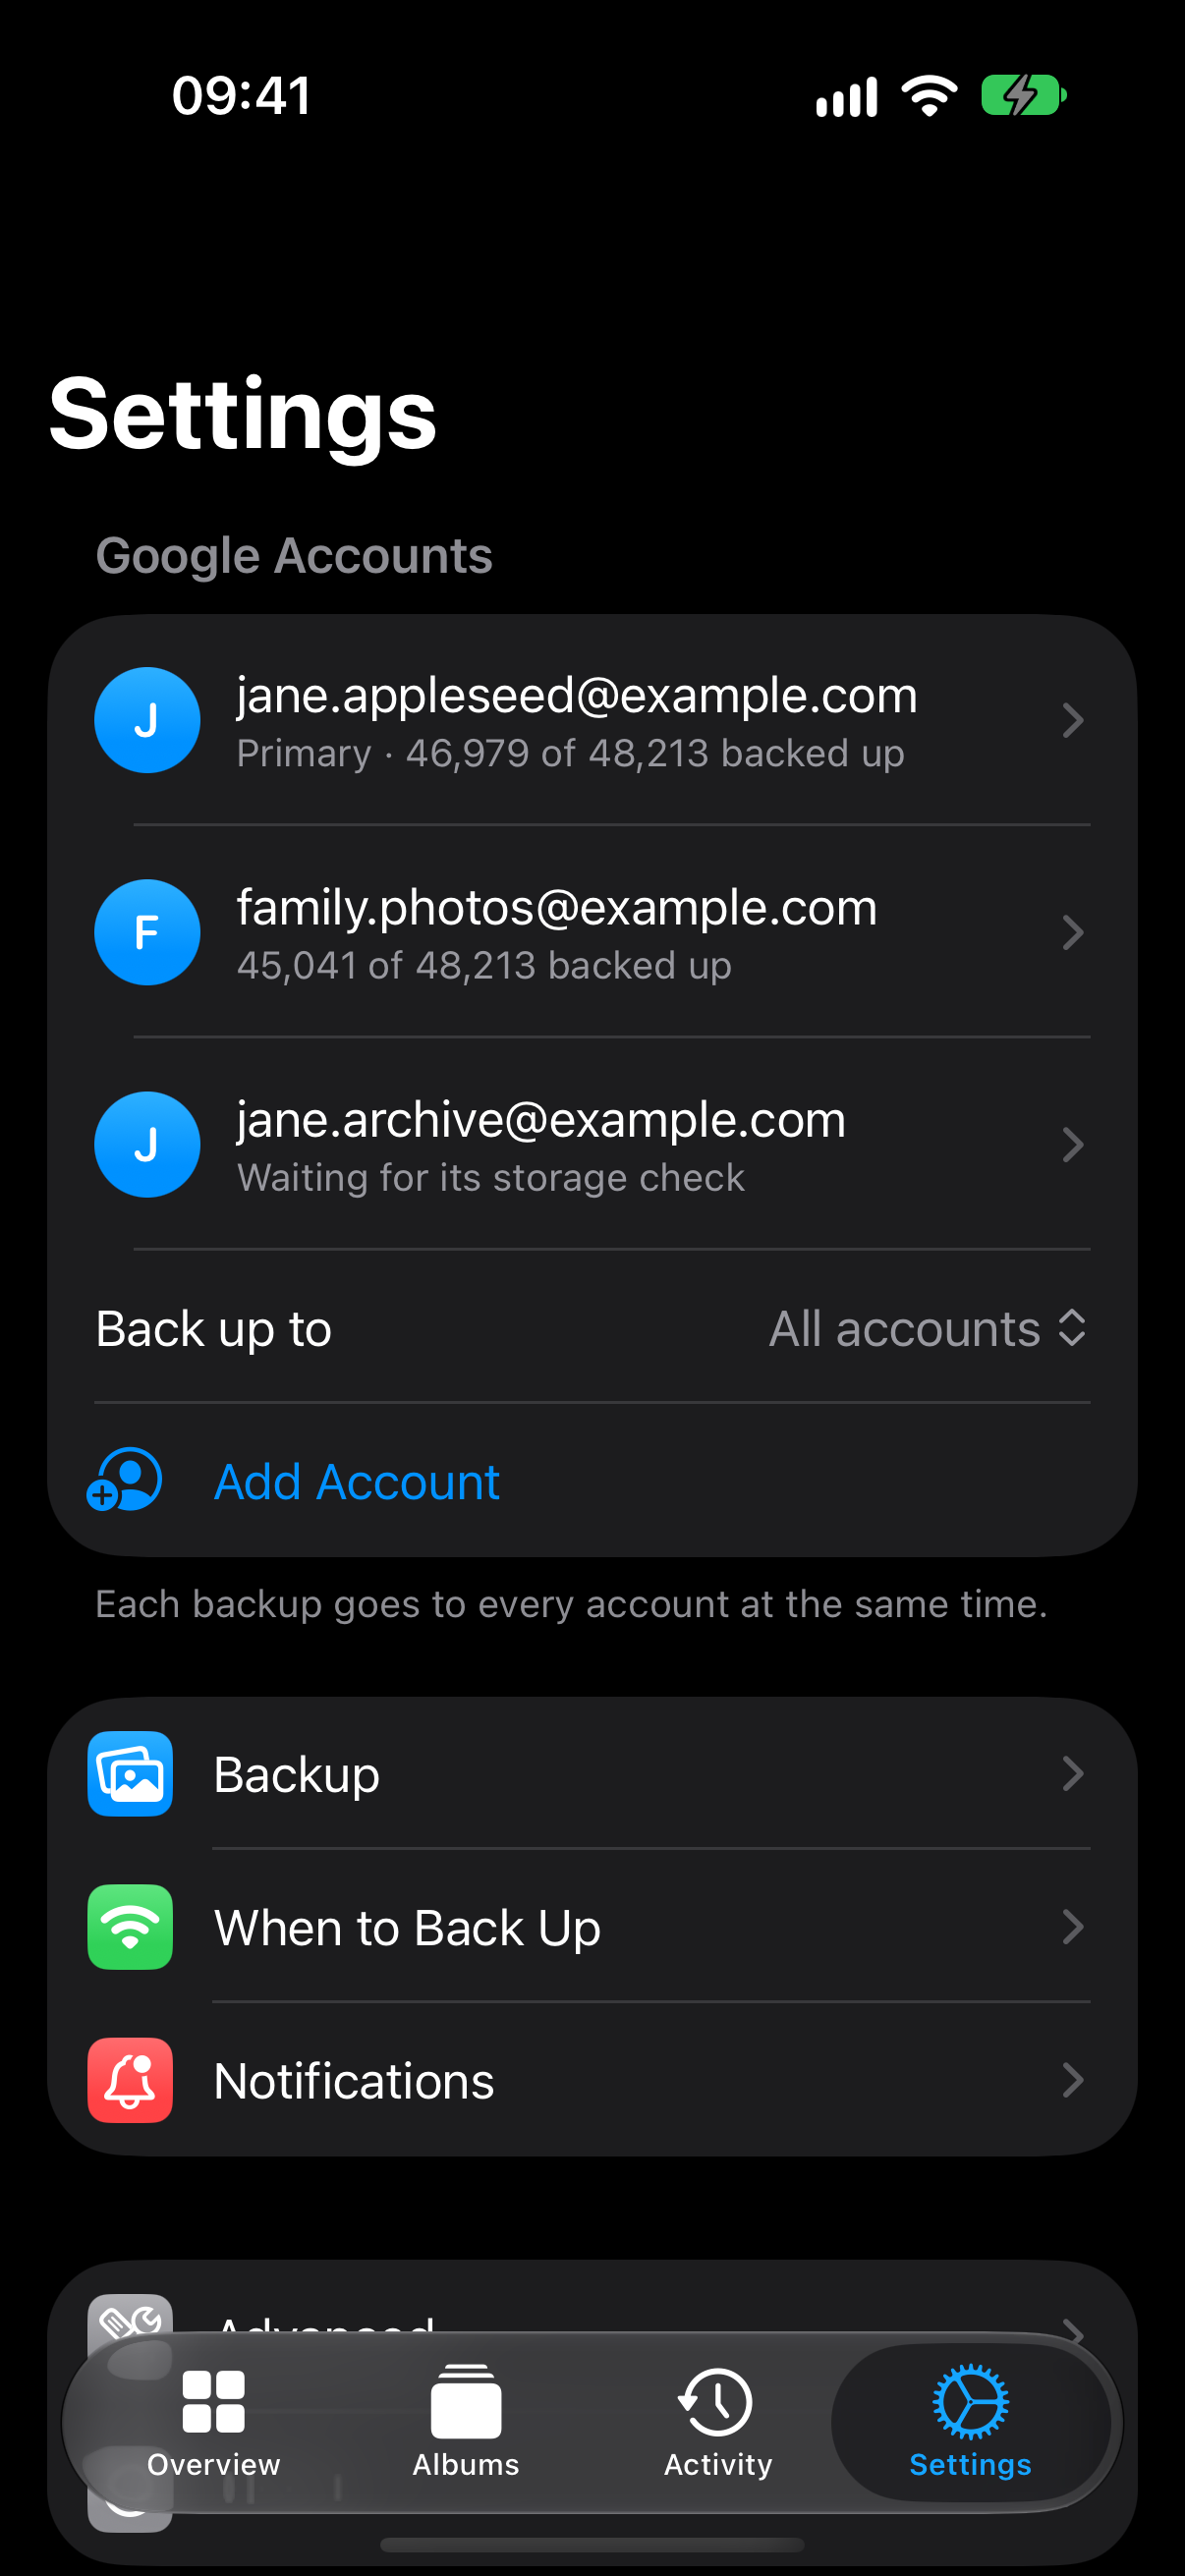 09:41
Settings
Google Accounts
J
jane.appleseed@example.com
Primary · 46,979 of 48,213 backed up
F
family.photos@example.com
45,041 of 48,213 backed up
J
jane.archive@example.com
Waiting for its storage check
Back up to
All accounts
Add Account
Each backup goes to every account at the same time.
Backup
When to Back Up
Notifications
Advanced
Overview
Albums
Activity
Settings